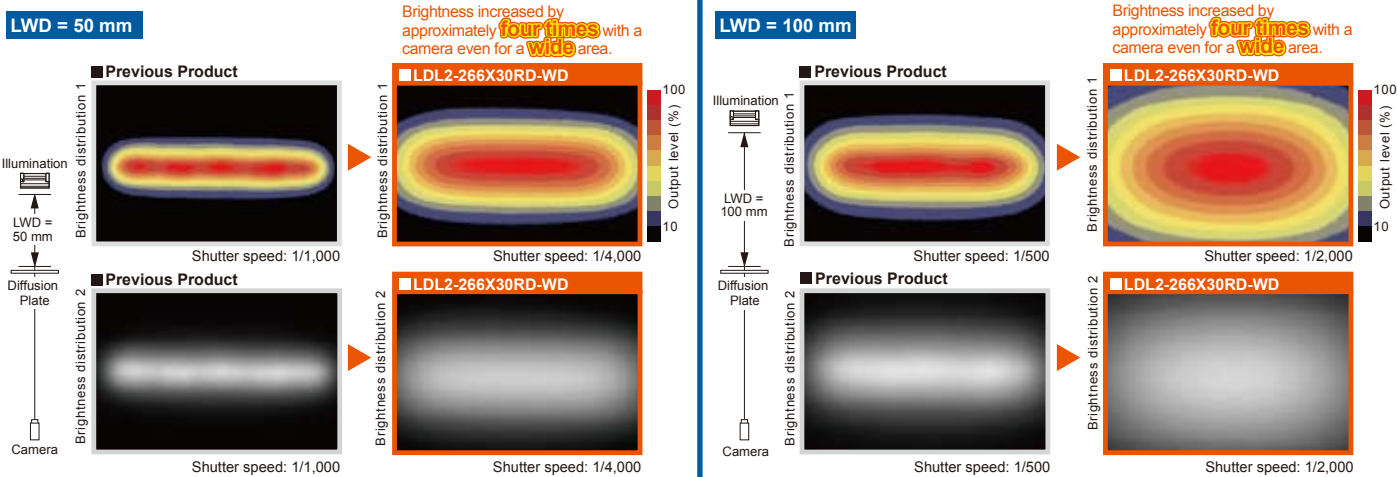 LWD = 50 mm
Brightness increased by
approximately four times with a
camera even for a wide area.
■Previous Product
■LDL2-266X30RD-WD
Brightness distribution 1
100
10
Output level (%)
Illumination
LWD =
50 mm
Diffusion
Plate
Camera
Shutter speed: 1/1,000
Shutter speed: 1/4,000
■Previous Product
■LDL2-266X30RD-WD
Brightness distribution 2
Shutter speed: 1/1,000
Shutter speed: 1/4,000
LWD = 100 mm
Brightness increased by
approximately four times with a
camera even for a wide area.
■Previous Product
■LDL2-266X30RD-WD
Brightness distribution 1
Brightness distribution 1
100
10
Output level (%)
Illumination
LWD =
100 mm
Diffusion
Plate
Camera
Shutter speed: 1/500
Shutter speed: 1/2,000
■Previous Product
■LDL2-266X30RD-WD
Brightness distribution 2
Brightness distribution 2
Shutter speed: 1/500
Shutter speed: 1/2,000
Brightness distribution 1
Brightness distribution 2